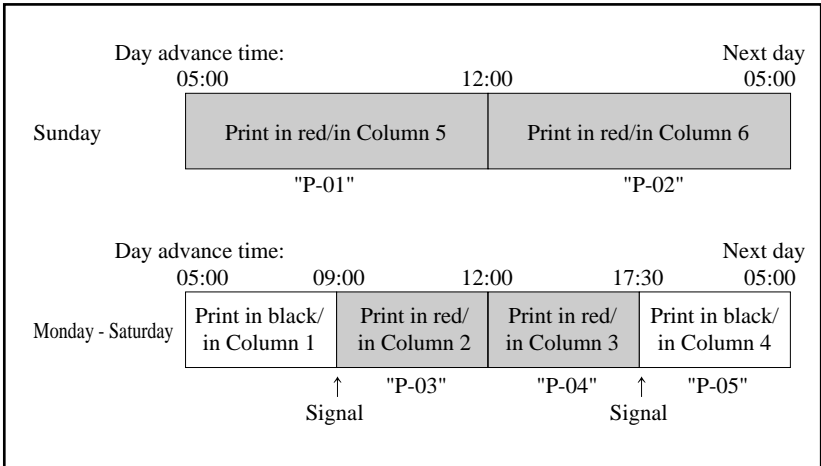 Day advance time: Next day
05:00 12:00 05:00
Sunday Print in red/in Column 5 Print in red/in Column 6
"P-01" "P-02"
Day advance time: Next day
05:00 09:00 12:00 17:30 05:00
Monday - Saturday
Print in black/ Print in red/ Print in red/ Print in black/
in Column 1 in Column 2 in Column 3 in Column 4
↑ "P-03" "P-04" ↑ "P-05"
Signal Signal